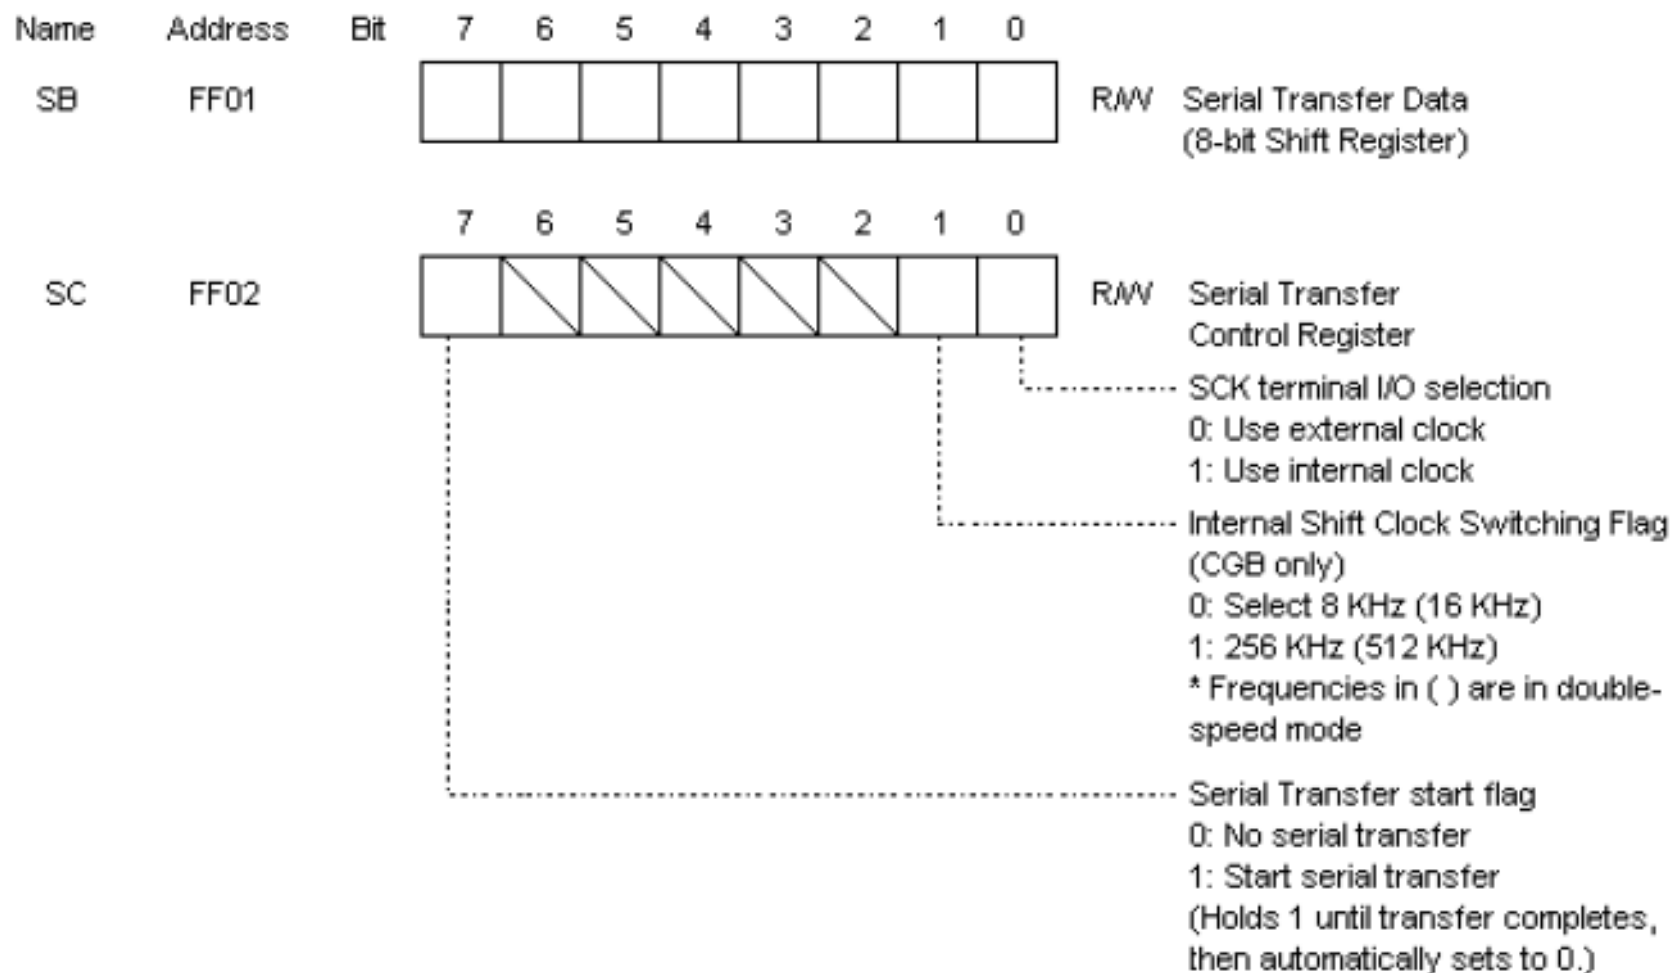 Name Address Bit 7 6 5 4 3 2 1 0
SB FF01 R/W Serial Transfer Data
(8-bit Shift Register)
7 6 5 4 3 2 1 0
SC FF02 R/W Serial Transfer
Control Register
SCK terminal I/O selection
0: Use external clock
1: Use internal clock
Internal Shift Clock Switching Flag
(CGB only)
0: Select 8 KHz (16 KHz)
1: 256 KHz (512 KHz)
* Frequencies in ( ) are in double-
speed mode
Serial Transfer start flag
0: No serial transfer
1: Start serial transfer
(Holds 1 until transfer completes,
then automatically sets to 0.)